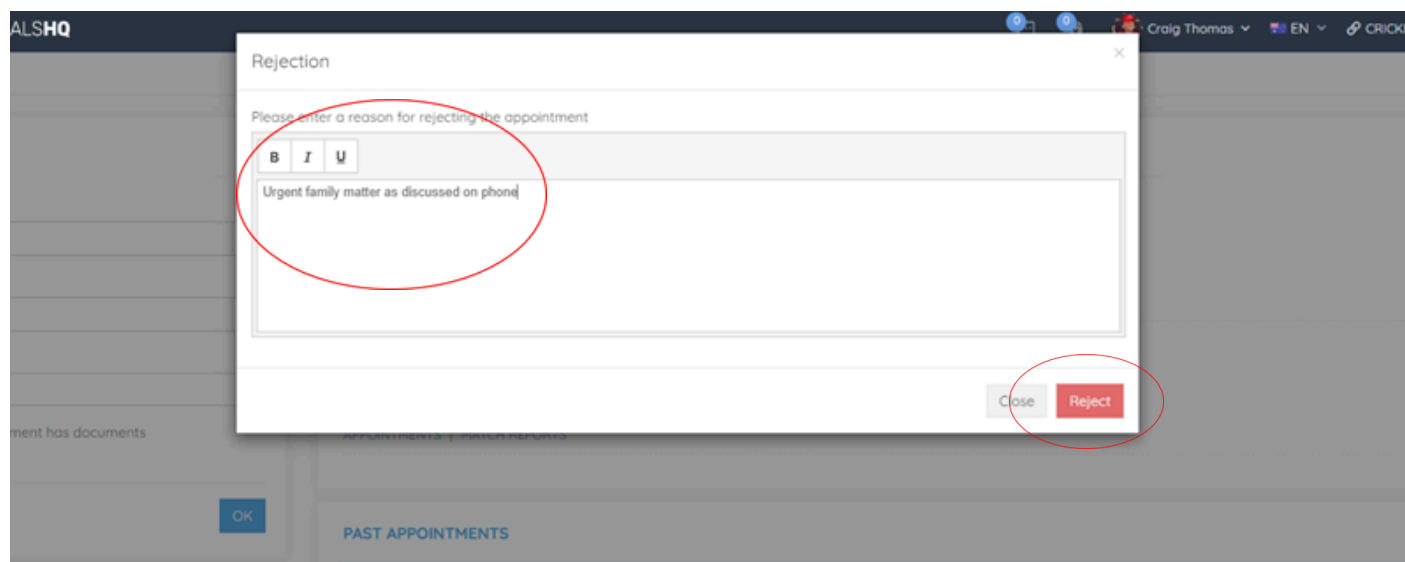 ALSHQ
0 0 Craig Thomas EN CRICK
Rejection ×
Please enter a reason for rejecting the appointment
B I U
Urgent family matter as discussed on phone
Close Reject
ment has documents
APPOINTMENTS | MATCH REPORTS
OK
PAST APPOINTMENTS